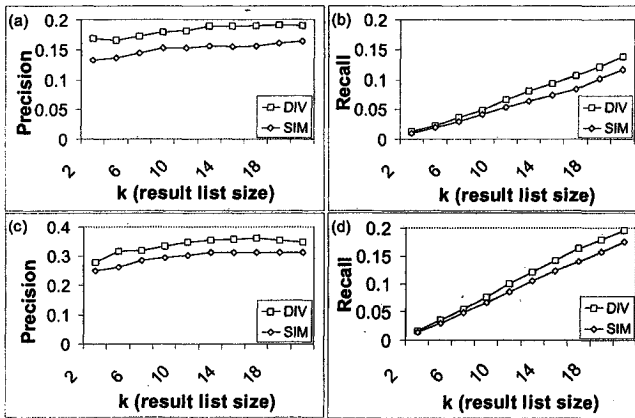 (a)
0.2
0.15
0.1
0.05
0
Precision
DIV
SIM
2 6 10 14 18
k (result list size)
(b)
0.2
0.15
0.1
0.05
0
Recall
DIV
SIM
2 6 10 14 18
k (result list size)
(c)
0.4
0.3
0.2
0.1
0
Precision
DIV
SIM
2 6 10 14 18
k (result list size)
(d)
0.2
0.15
0.1
0.05
0
Recall
DIV
SIM
2 6 10 14 18
k (result list size)